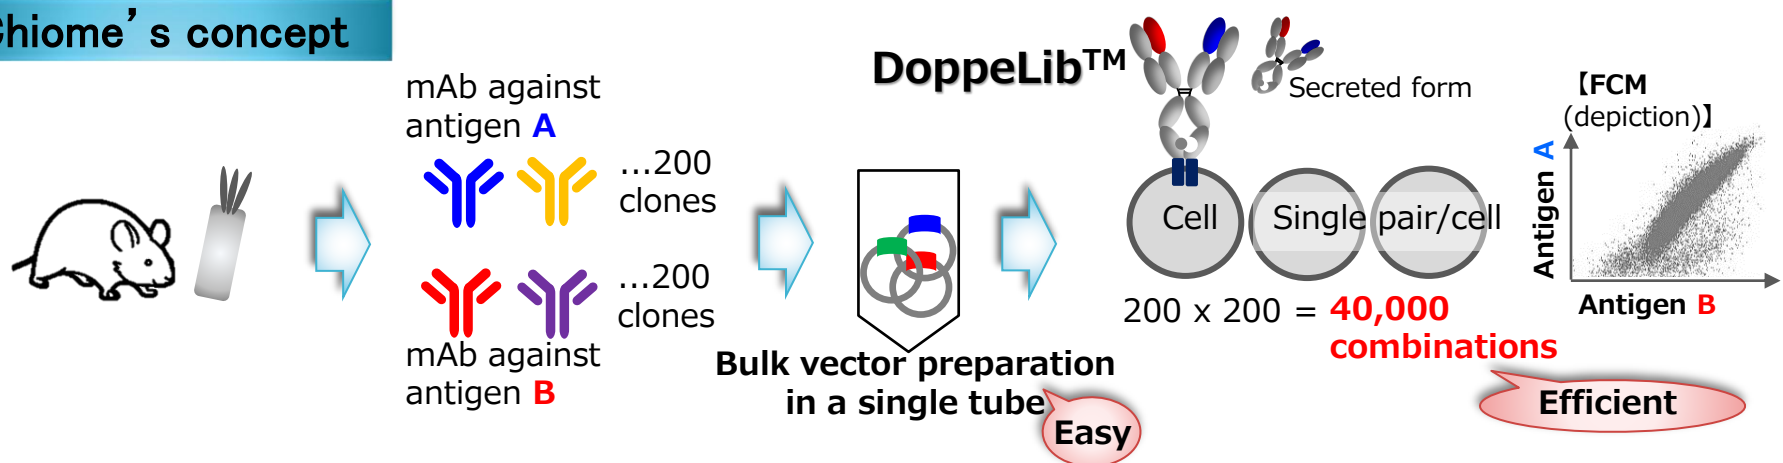 Chiome’s concept
mAb against
antigen A
...200
clones
...200
clones
mAb against
antigen B
Bulk vector preparation
in a single tube
Easy
DoppeLib™
Secreted form
Cell
Single pair/cell
200 x 200 = 40,000
combinations
Efficient
【FCM
(depiction)】
Antigen A
Antigen B